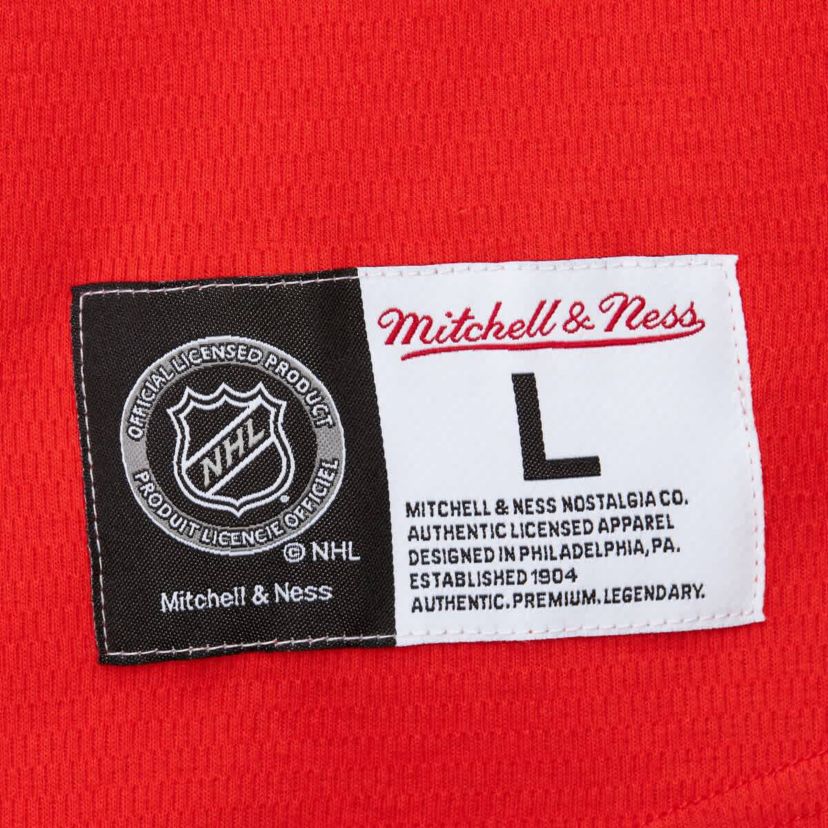 OFFICIAL LICENSED PRODUCT
NHL
PRODUIT LICENCIE OFFICIEL
© NHL
Mitchell & Ness
Mitchell & Ness
L
MITCHELL & NESS NOSTALGIA CO.
AUTHENTIC LICENSED APPAREL
DESIGNED IN PHILADELPHIA, PA.
ESTABLISHED 1904
AUTHENTIC. PREMIUM. LEGENDARY.